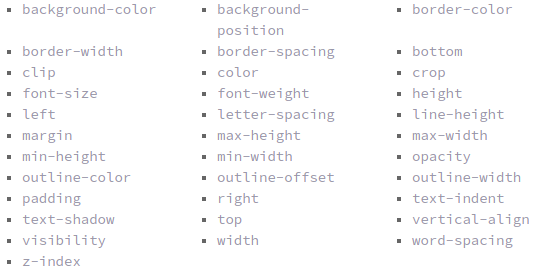 background-color
background-
position
border-color
border-width
border-spacing
bottom
clip
color
crop
font-size
font-weight
height
left
letter-spacing
line-height
margin
max-height
max-width
min-height
min-width
opacity
outline-color
outline-offset
outline-width
padding
right
text-indent
text-shadow
top
vertical-align
visibility
width
word-spacing
z-index